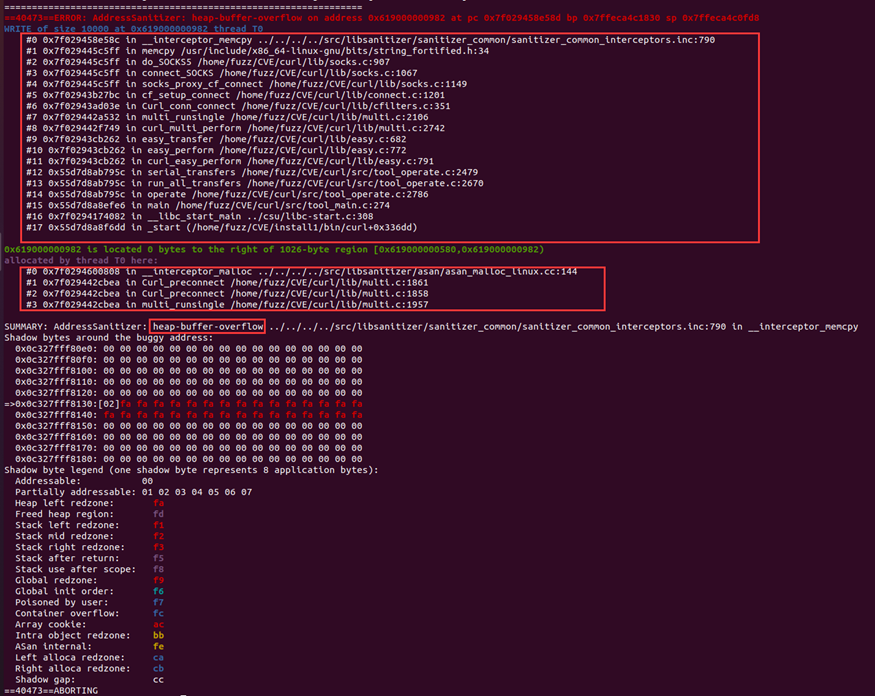 =================================================================
==40473==ERROR: AddressSanitizer: heap-buffer-overflow on address 0x619000000982 at pc 0x7f029458e58d bp 0x7ffeca4c1830 sp 0x7ffeca4c0fd8
WRITE of size 10000 at 0x619000000982 thread T0
#0 0x7f029458e58c in __interceptor_memcpy ../../../../src/libsanitizer/sanitizer_common/sanitizer_common_interceptors.inc:790
#1 0x7f029445c5ff in memcpy /usr/include/x86_64-linux-gnu/bits/string_fortified.h:34
#2 0x7f029445c5ff in do_SOCKS5 /home/fuzz/CVE/curl/lib/socks.c:907
#3 0x7f029445c5ff in connect_SOCKS /home/fuzz/CVE/curl/lib/socks.c:1067
#4 0x7f029445c5ff in socks_proxy_cf_connect /home/fuzz/CVE/curl/lib/socks.c:1149
#5 0x7f02943b27bc in cf_setup_connect /home/fuzz/CVE/curl/lib/connect.c:1201
#6 0x7f02943ad03e in Curl_conn_connect /home/fuzz/CVE/curl/lib/cfilters.c:351
#7 0x7f029442a532 in multi_runsingle /home/fuzz/CVE/curl/lib/multi.c:2106
#8 0x7f029442f749 in curl_multi_perform /home/fuzz/CVE/curl/lib/multi.c:2742
#9 0x7f02943cb262 in easy_transfer /home/fuzz/CVE/curl/lib/easy.c:682
#10 0x7f02943cb262 in easy_perform /home/fuzz/CVE/curl/lib/easy.c:772
#11 0x7f02943cb262 in curl_easy_perform /home/fuzz/CVE/curl/lib/easy.c:791
#12 0x55d7d8ab795c in serial_transfers /home/fuzz/CVE/curl/src/tool_operate.c:2479
#13 0x55d7d8ab795c in run_all_transfers /home/fuzz/CVE/curl/src/tool_operate.c:2670
#14 0x55d7d8ab795c in operate /home/fuzz/CVE/curl/src/tool_operate.c:2786
#15 0x55d7d8a8efe6 in main /home/fuzz/CVE/curl/src/tool_main.c:274
#16 0x7f0294174082 in __libc_start_main ../csu/libc-start.c:308
#17 0x55d7d8a8f6dd in _start (/home/fuzz/CVE/install1/bin/curl+0x336dd)
0x619000000982 is located 0 bytes to the right of 1026-byte region [0x619000000580,0x619000000982)
allocated by thread T0 here:
#0 0x7f0294600808 in __interceptor_malloc ../../../../src/libsanitizer/asan/asan_malloc_linux.cc:144
#1 0x7f029442cbea in Curl_preconnect /home/fuzz/CVE/curl/lib/multi.c:1861
#2 0x7f029442cbea in Curl_preconnect /home/fuzz/CVE/curl/lib/multi.c:1858
#3 0x7f029442cbea in multi_runsingle /home/fuzz/CVE/curl/lib/multi.c:1957
SUMMARY: AddressSanitizer: heap-buffer-overflow ../../../../src/libsanitizer/sanitizer_common/sanitizer_common_interceptors.inc:790 in __interceptor_memcpy
Shadow bytes around the buggy address:
0x0c327fff80e0: 00 00 00 00 00 00 00 00 00 00 00 00 00 00 00 00
0x0c327fff80f0: 00 00 00 00 00 00 00 00 00 00 00 00 00 00 00 00
0x0c327fff8100: 00 00 00 00 00 00 00 00 00 00 00 00 00 00 00 00
0x0c327fff8110: 00 00 00 00 00 00 00 00 00 00 00 00 00 00 00 00
0x0c327fff8120: 00 00 00 00 00 00 00 00 00 00 00 00 00 00 00 00
=>0x0c327fff8130:[02]fa fa fa fa fa fa fa fa fa fa fa fa fa fa fa
0x0c327fff8140: fa fa fa fa fa fa fa fa fa fa fa fa fa fa fa fa
0x0c327fff8150: 00 00 00 00 00 00 00 00 00 00 00 00 00 00 00 00
0x0c327fff8160: 00 00 00 00 00 00 00 00 00 00 00 00 00 00 00 00
0x0c327fff8170: 00 00 00 00 00 00 00 00 00 00 00 00 00 00 00 00
0x0c327fff8180: 00 00 00 00 00 00 00 00 00 00 00 00 00 00 00 00
Shadow byte legend (one shadow byte represents 8 application bytes):
Addressable: 00
Partially addressable: 01 02 03 04 05 06 07
Heap left redzone: fa
Freed heap region: fd
Stack left redzone: f1
Stack mid redzone: f2
Stack right redzone: f3
Stack after return: f5
Stack use after scope: f8
Global redzone: f9
Global init order: f6
Poisoned by user: f7
Container overflow: fc
Array cookie: ac
Intra object redzone: bb
ASan internal: fe
Left alloca redzone: ca
Right alloca redzone: cb
Shadow gap: cc
==40473==ABORTING